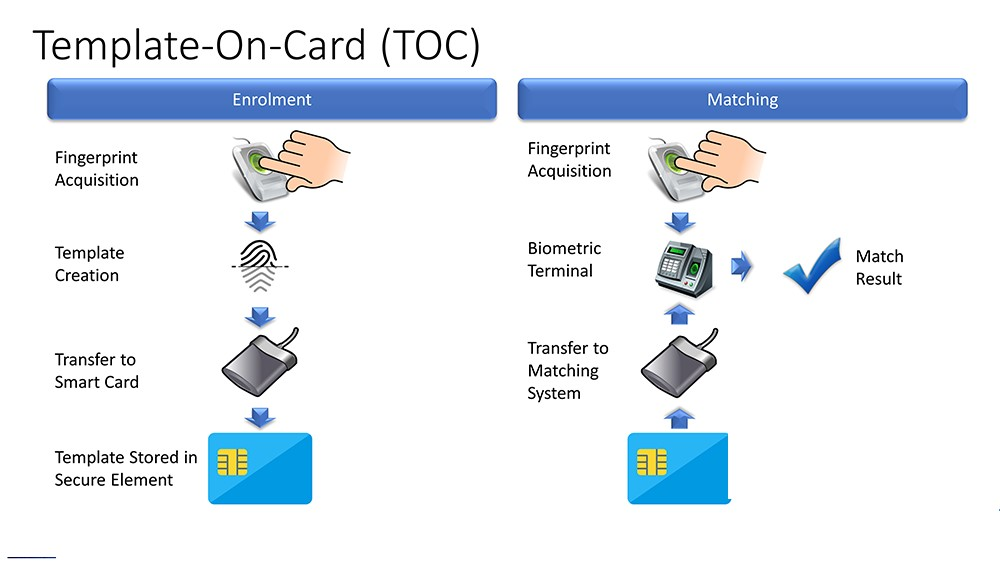 Template-On-Card (TOC)
Enrolment
Fingerprint
Acquisition
Template
Creation
Transfer to
Smart Card
Template Stored in
Secure Element
Matching
Fingerprint
Acquisition
Biometric
Terminal
Match
Result
Transfer to
Matching
System